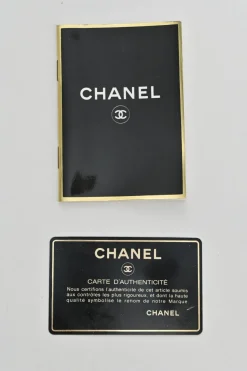 CHANEL
CHANEL
CARTE D'AUTHENTICITÉ
Nous certifions l'authenticité de cet article soumis
aux contrôles les plus rigoureux, et dont la haute
qualité symbolise le renom de notre Marque
CHANEL